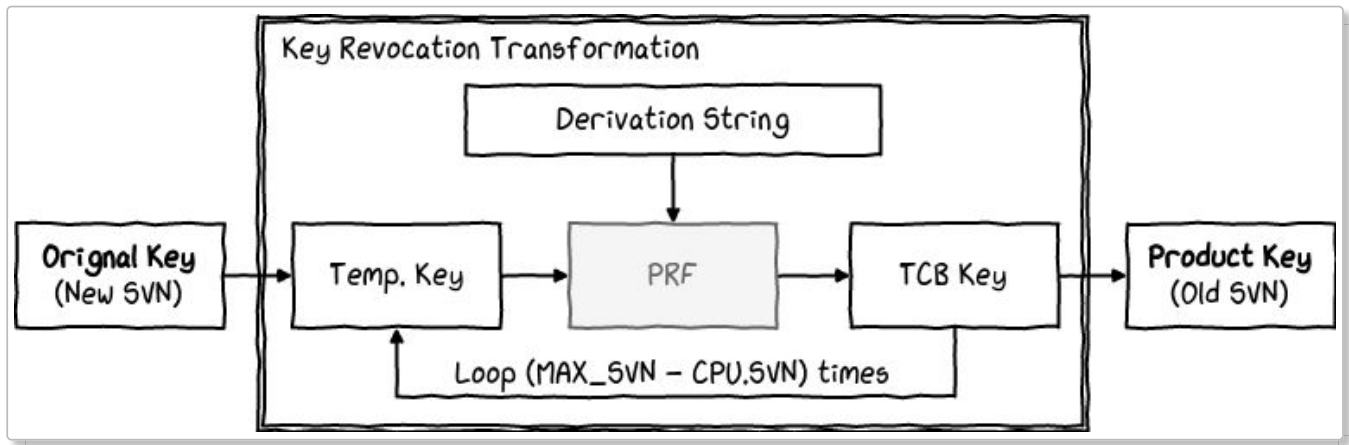 Key Revocation Transformation
Derivation String
Orignal Key
(New SVN)
Temp. Key
PRF
TCB Key
Product Key
(Old SVN)
Loop (MAX_SVN – CPU.SVN) times